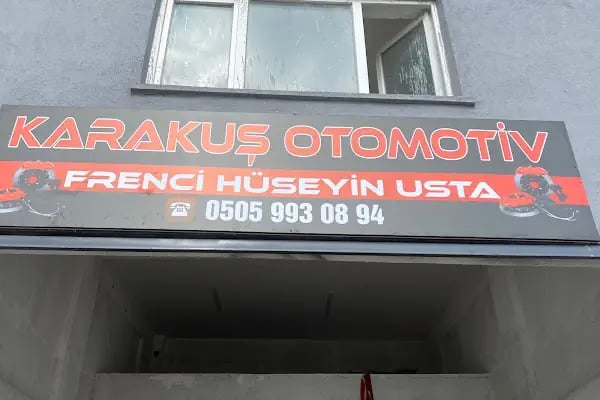 KARAKUŞ OTOMOTİV
FRENCİ HÜSEYİN USTA
0505 993 08 94